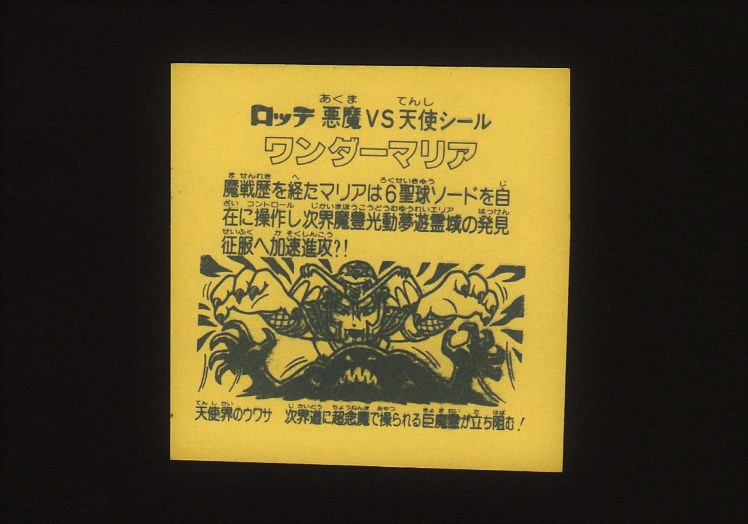 ロッテ 悪魔VS天使シール
ワンダーマリア
魔戦歴を経たマリアは6聖球ソードを自
在に操作し次界魔豊光動夢遊霊域の発見
征服へ加速進攻?!
天使界のウワサ 次界道に超念魔で操られる巨魔霊が立ち阻む!